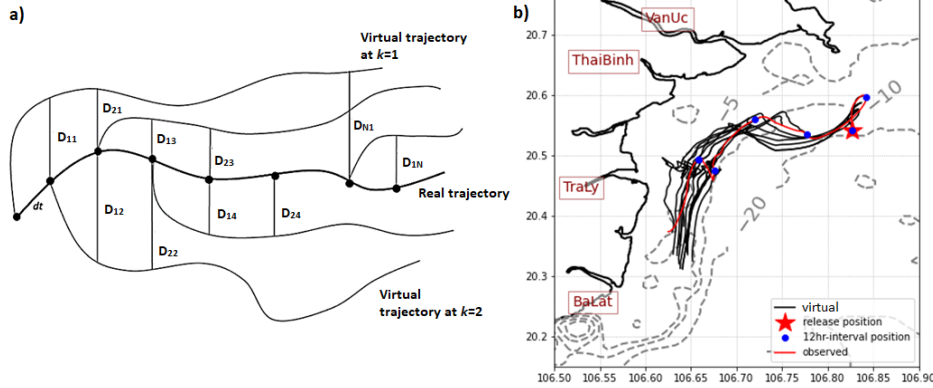 a)
Virtual trajectory
at k=1
D21
D11
D13
DN1
D23
D1N
Real trajectory
dt
D12
D14
D24
D22
Virtual
trajectory at k=2
b)
VanUc
20.7
ThaiBinh
20.6
-10
-5
20.5
TraLy
-20
20.4
20.3
BaLat
virtual
release position
12hr-interval position
observed
20.2
106.50 106.55 106.60 106.65 106.70 106.75 106.80 106.85 106.90